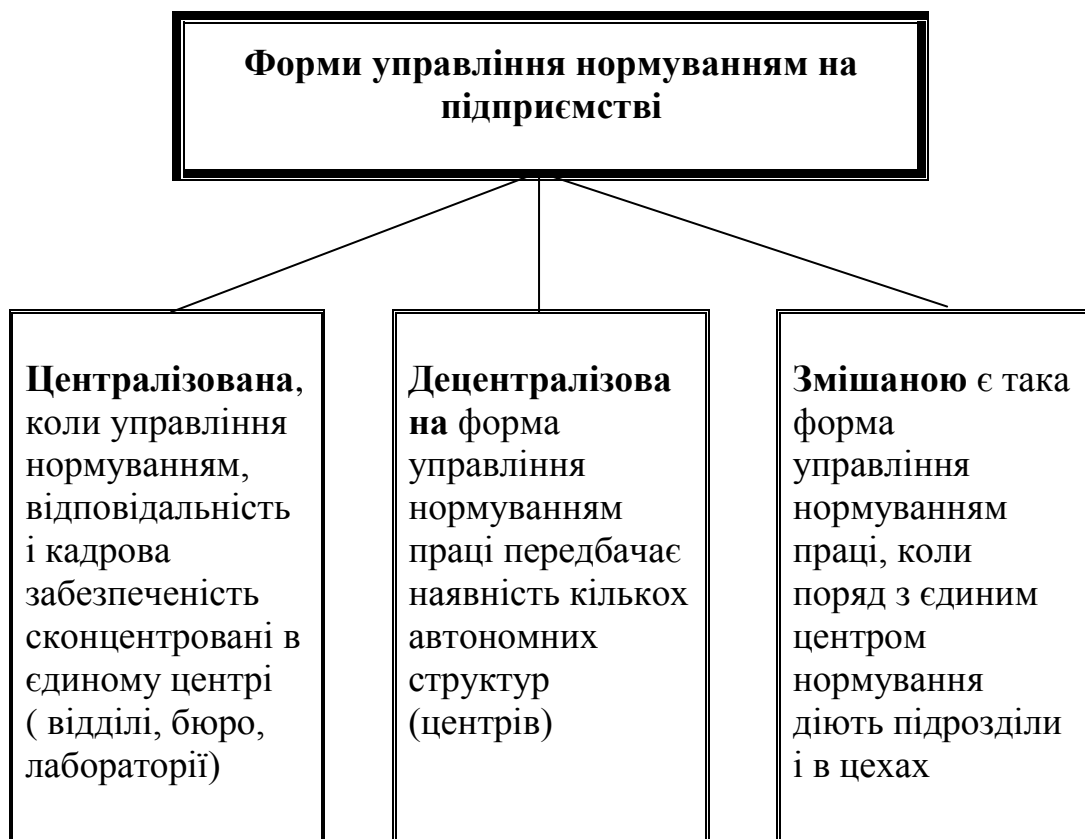 Форми управління нормуванням на
підприємстві
Централізована,
коли управління
нормуванням,
відповідальність
і кадрова
забезпеченість
сконцентровані в
єдиному центрі
( відділі, бюро,
лабораторії)
Децентралізова
на форма
управління
нормуванням
праці передбачає
наявність кількох
автономних
структур
(центрів)
Змішаною є така
форма
управління
нормуванням
праці, коли
поряд з єдиним
центром
нормування
діють підрозділи
і в цехах